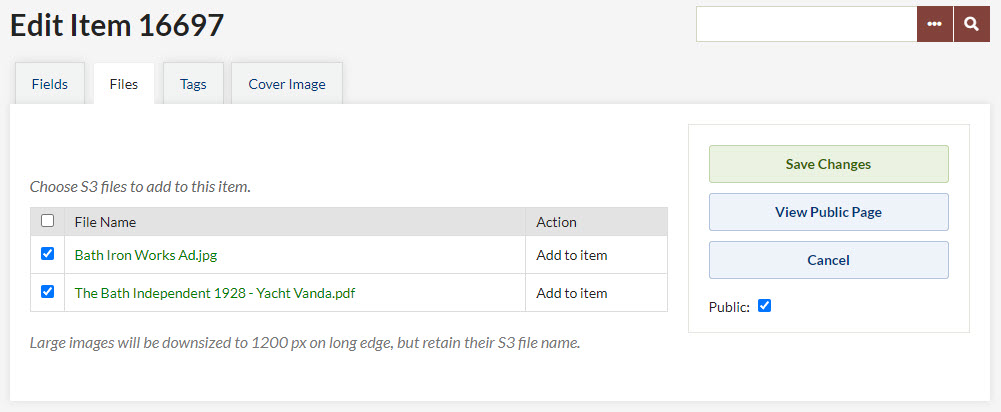 Edit Item 16697
•••
Fields Files Tags Cover Image
Choose S3 files to add to this item.
File Name Action
Bath Iron Works Ad.jpg Add to item
The Bath Independent 1928 - Yacht Vanda.pdf Add to item
Large images will be downsized to 1200 px on long edge, but retain their S3 file name.
Save Changes
View Public Page
Cancel
Public: